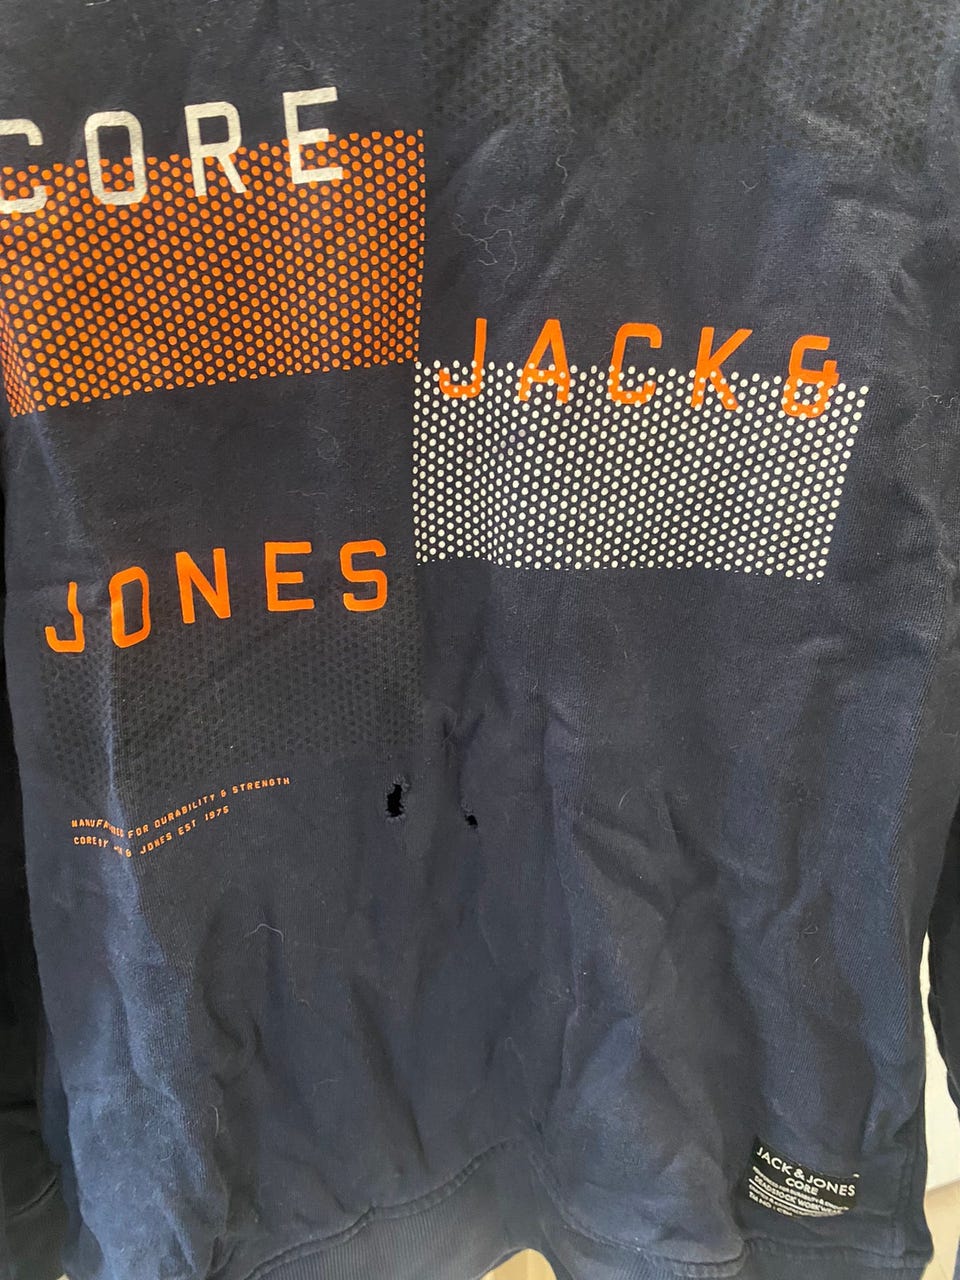 CORE
JACK&
JONES
FOR DURABILITY & STRENGTH
JONES EST 1975
JACK & JONES
CORE